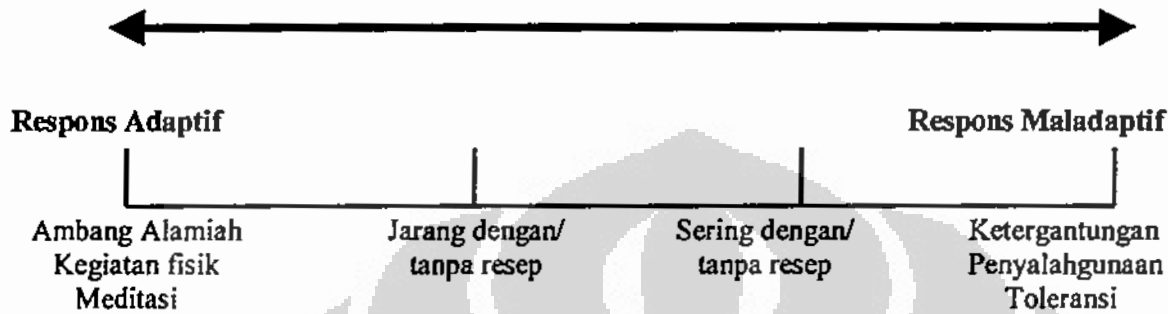 Respons Adaptif
Respons Maladaptif
Ambang Alamiah
Kegiatan fisik
Meditasi
Jarang dengan/
tanpa resep
Sering dengan/
tanpa resep
Ketergantungan
Penyalahgunaan
Toleransi